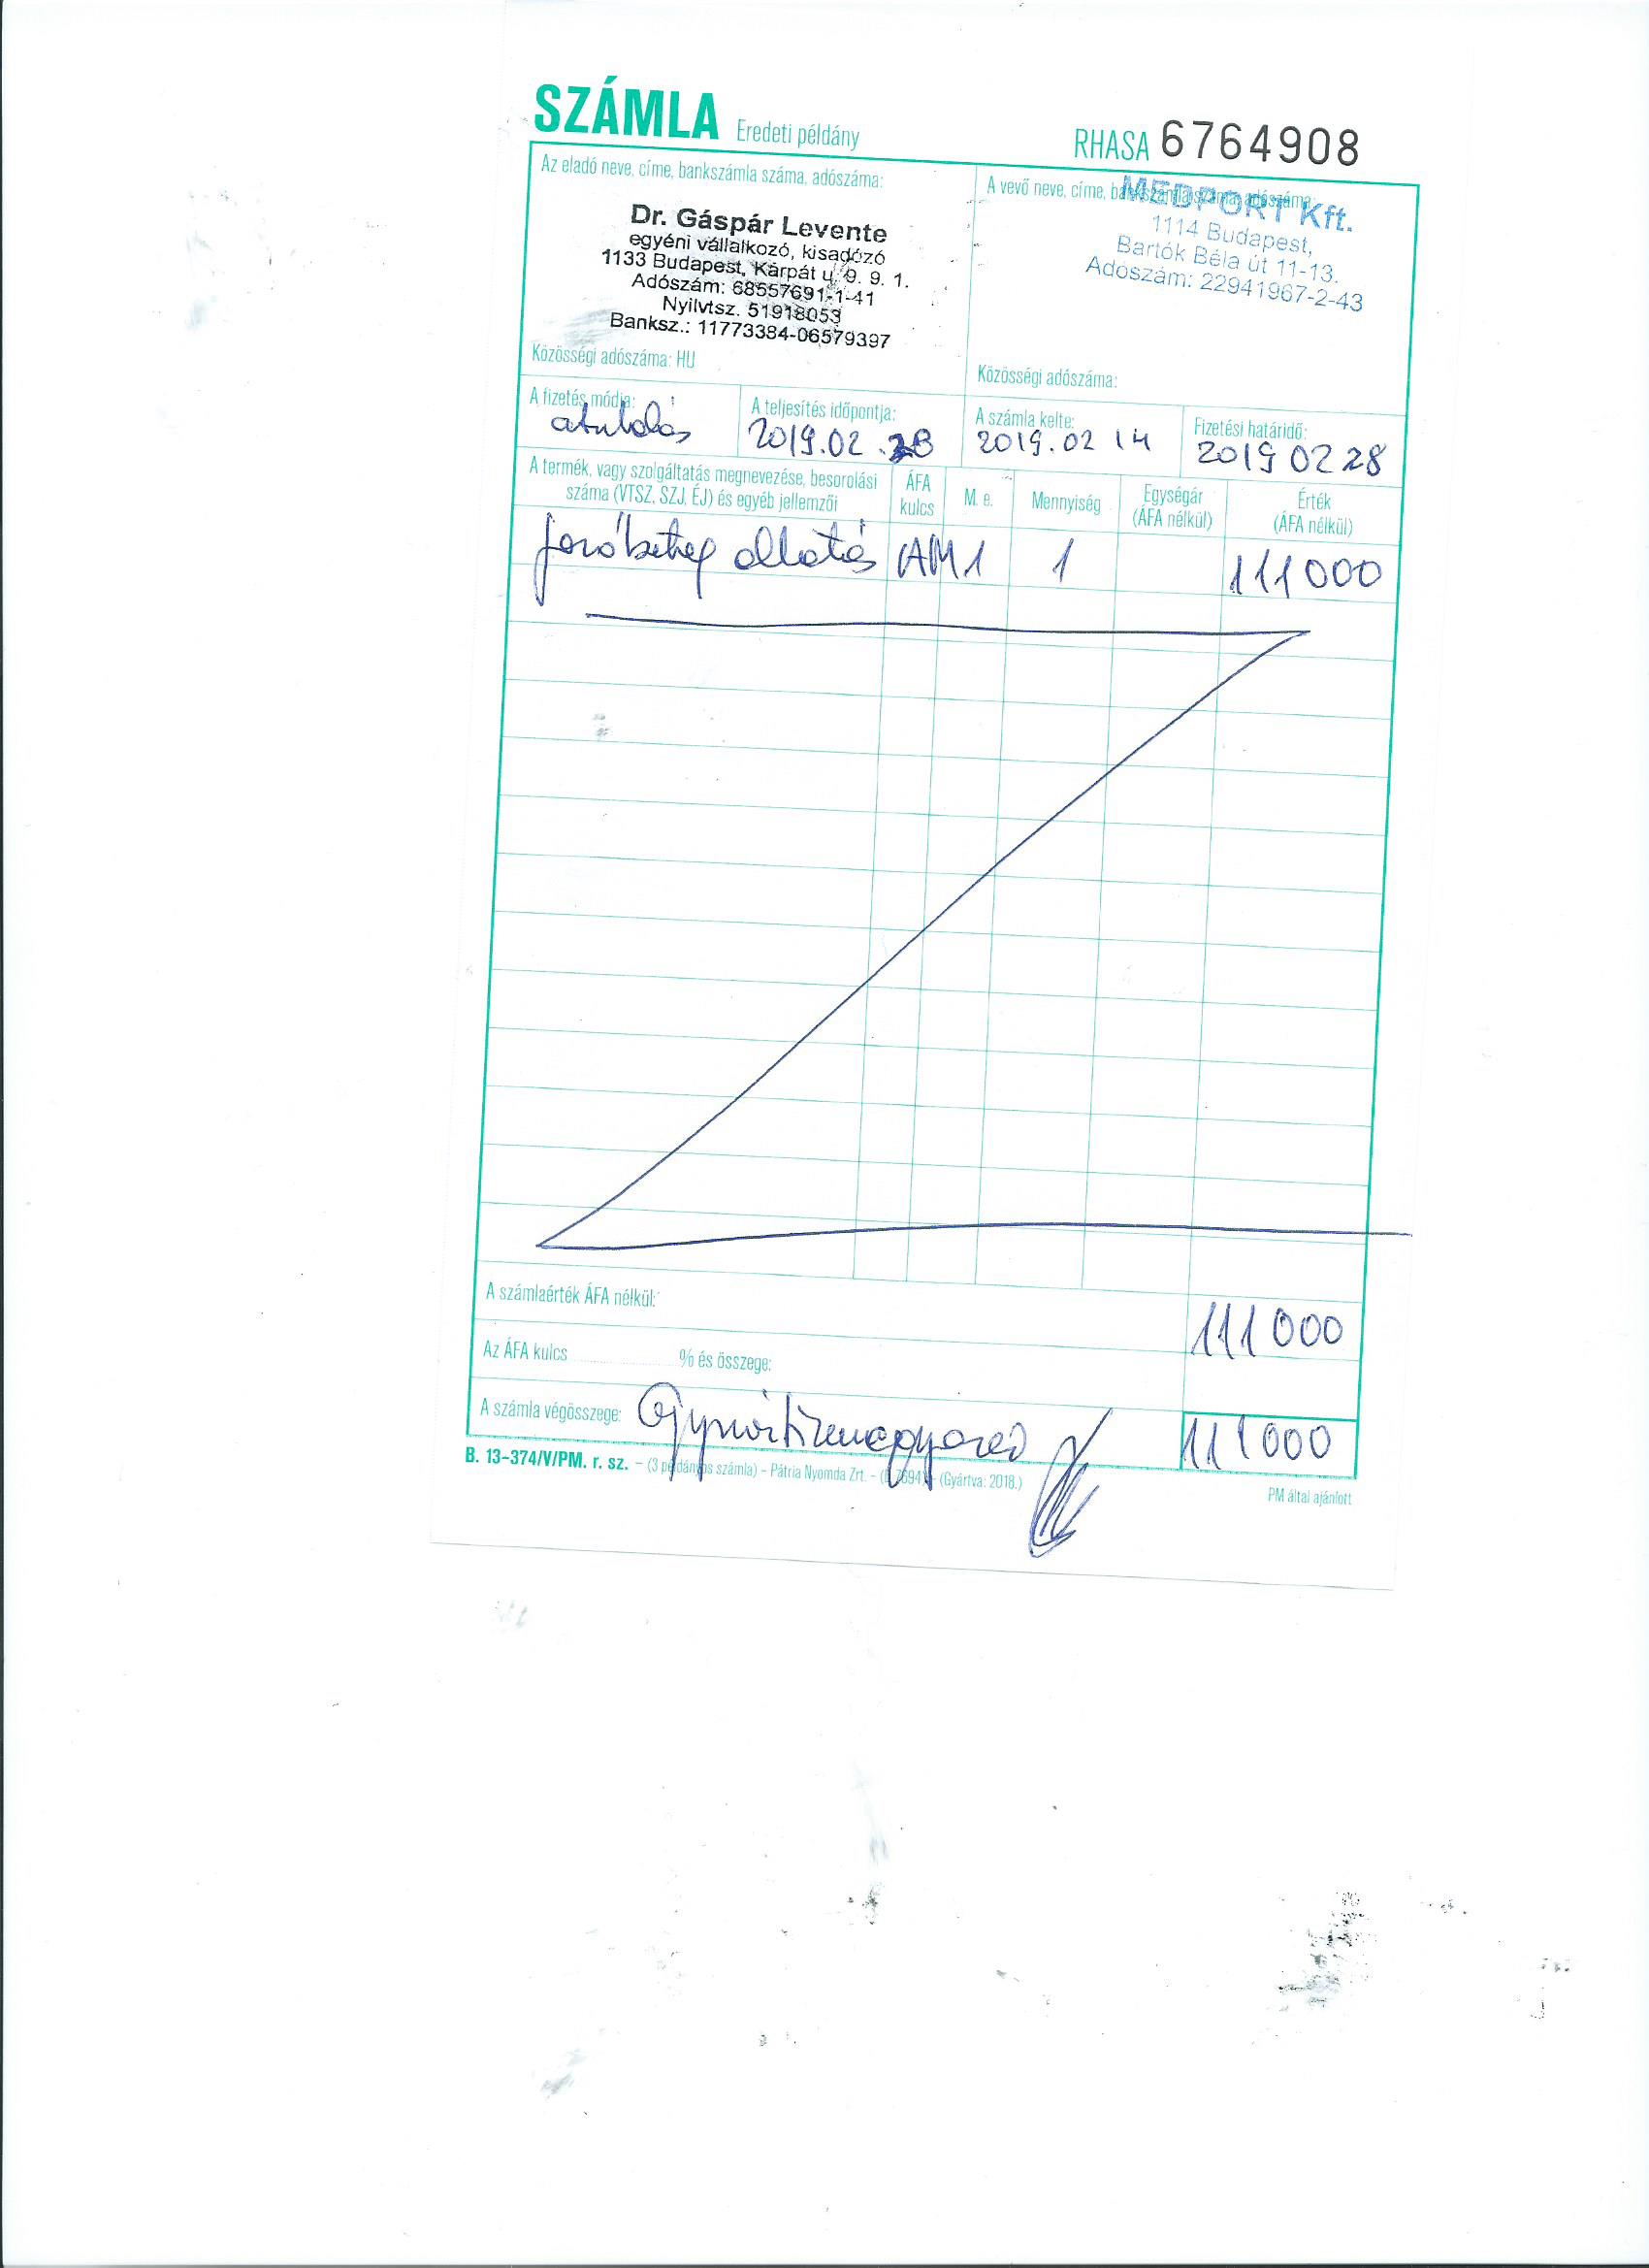 SZÁMLA Eredeti példány RHASA 6764908
Az eladó neve, címe, bankszámla száma, adószáma:
Dr. Gáspár Levente
egyéni vállalkozó, kisadózó
1133 Budapest, Kárpát u. 9. 9. 1.
Adószám: 68557691-1-41
Nyilvtsz. 51918053
Banksz.: 11773384-06579397
Közösségi adószáma: HU
A vevő neve, címe, bankszámla száma, adószáma:
MEDPORT Kft.
1114 Budapest,
Bartók Béla út 11-13.
Adószám: 22941967-2-43
Közösségi adószáma:
A fizetés módja: A teljesítés időpontja: A számla kelte: Fizetési határidő:
átutalás 2019.02.28 2019.02 14 2019 02 28
A termék, vagy szolgáltatás megnevezése, besorolási száma (VTSZ, SZJ, ÉJ) és egyéb jellemzői
ÁFA kulcs
M. e.
Mennyiség
Egységár (ÁFA nélkül)
Érték (ÁFA nélkül)
járóbeteg ellátás AM1 1 111000
A számlaérték ÁFA nélkül: 111000
Az ÁFA kulcs % és összege:
A számla végösszege: 111000
B. 13-374/V/PM. r. sz. – (3 példányos számla) – Pátria Nyomda Zrt. – (Gyártva: 2018.)
PM által ajánlott